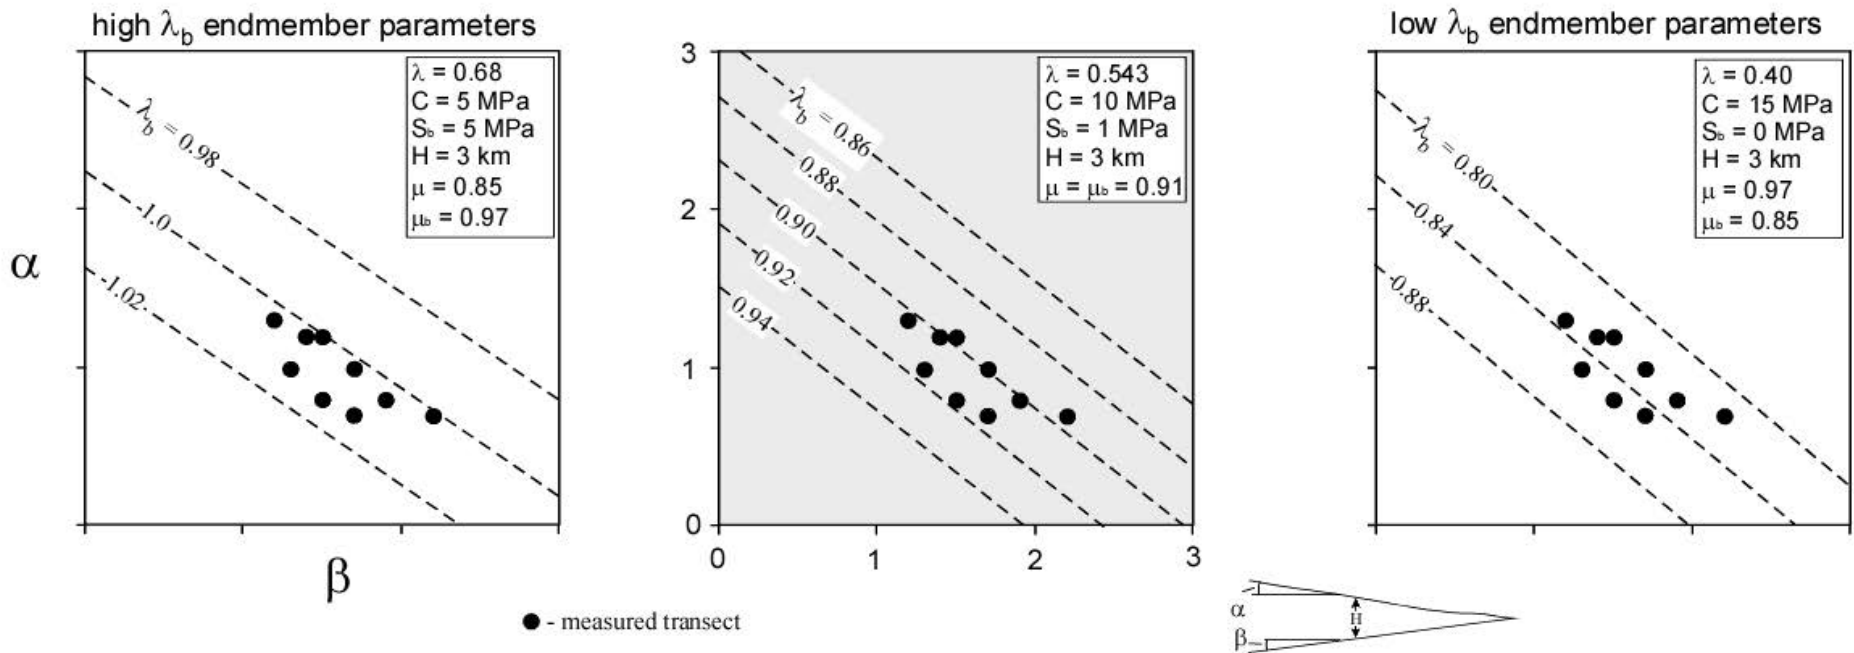 high λb endmember parameters
λ = 0.68
C = 5 MPa
Sb = 5 MPa
H = 3 km
μ = 0.85
μb = 0.97
λb = 0.98
-1.0
-1.02
α
β
3
2
1
0
0
1
2
3
λ = 0.543
C = 10 MPa
Sb = 1 MPa
H = 3 km
μ = μb = 0.91
λb = 0.86
0.88
0.90
0.92
0.94
low λb endmember parameters
λ = 0.40
C = 15 MPa
Sb = 0 MPa
H = 3 km
μ = 0.97
μb = 0.85
λb = 0.80
0.84
0.88
- measured transect
α
β
H